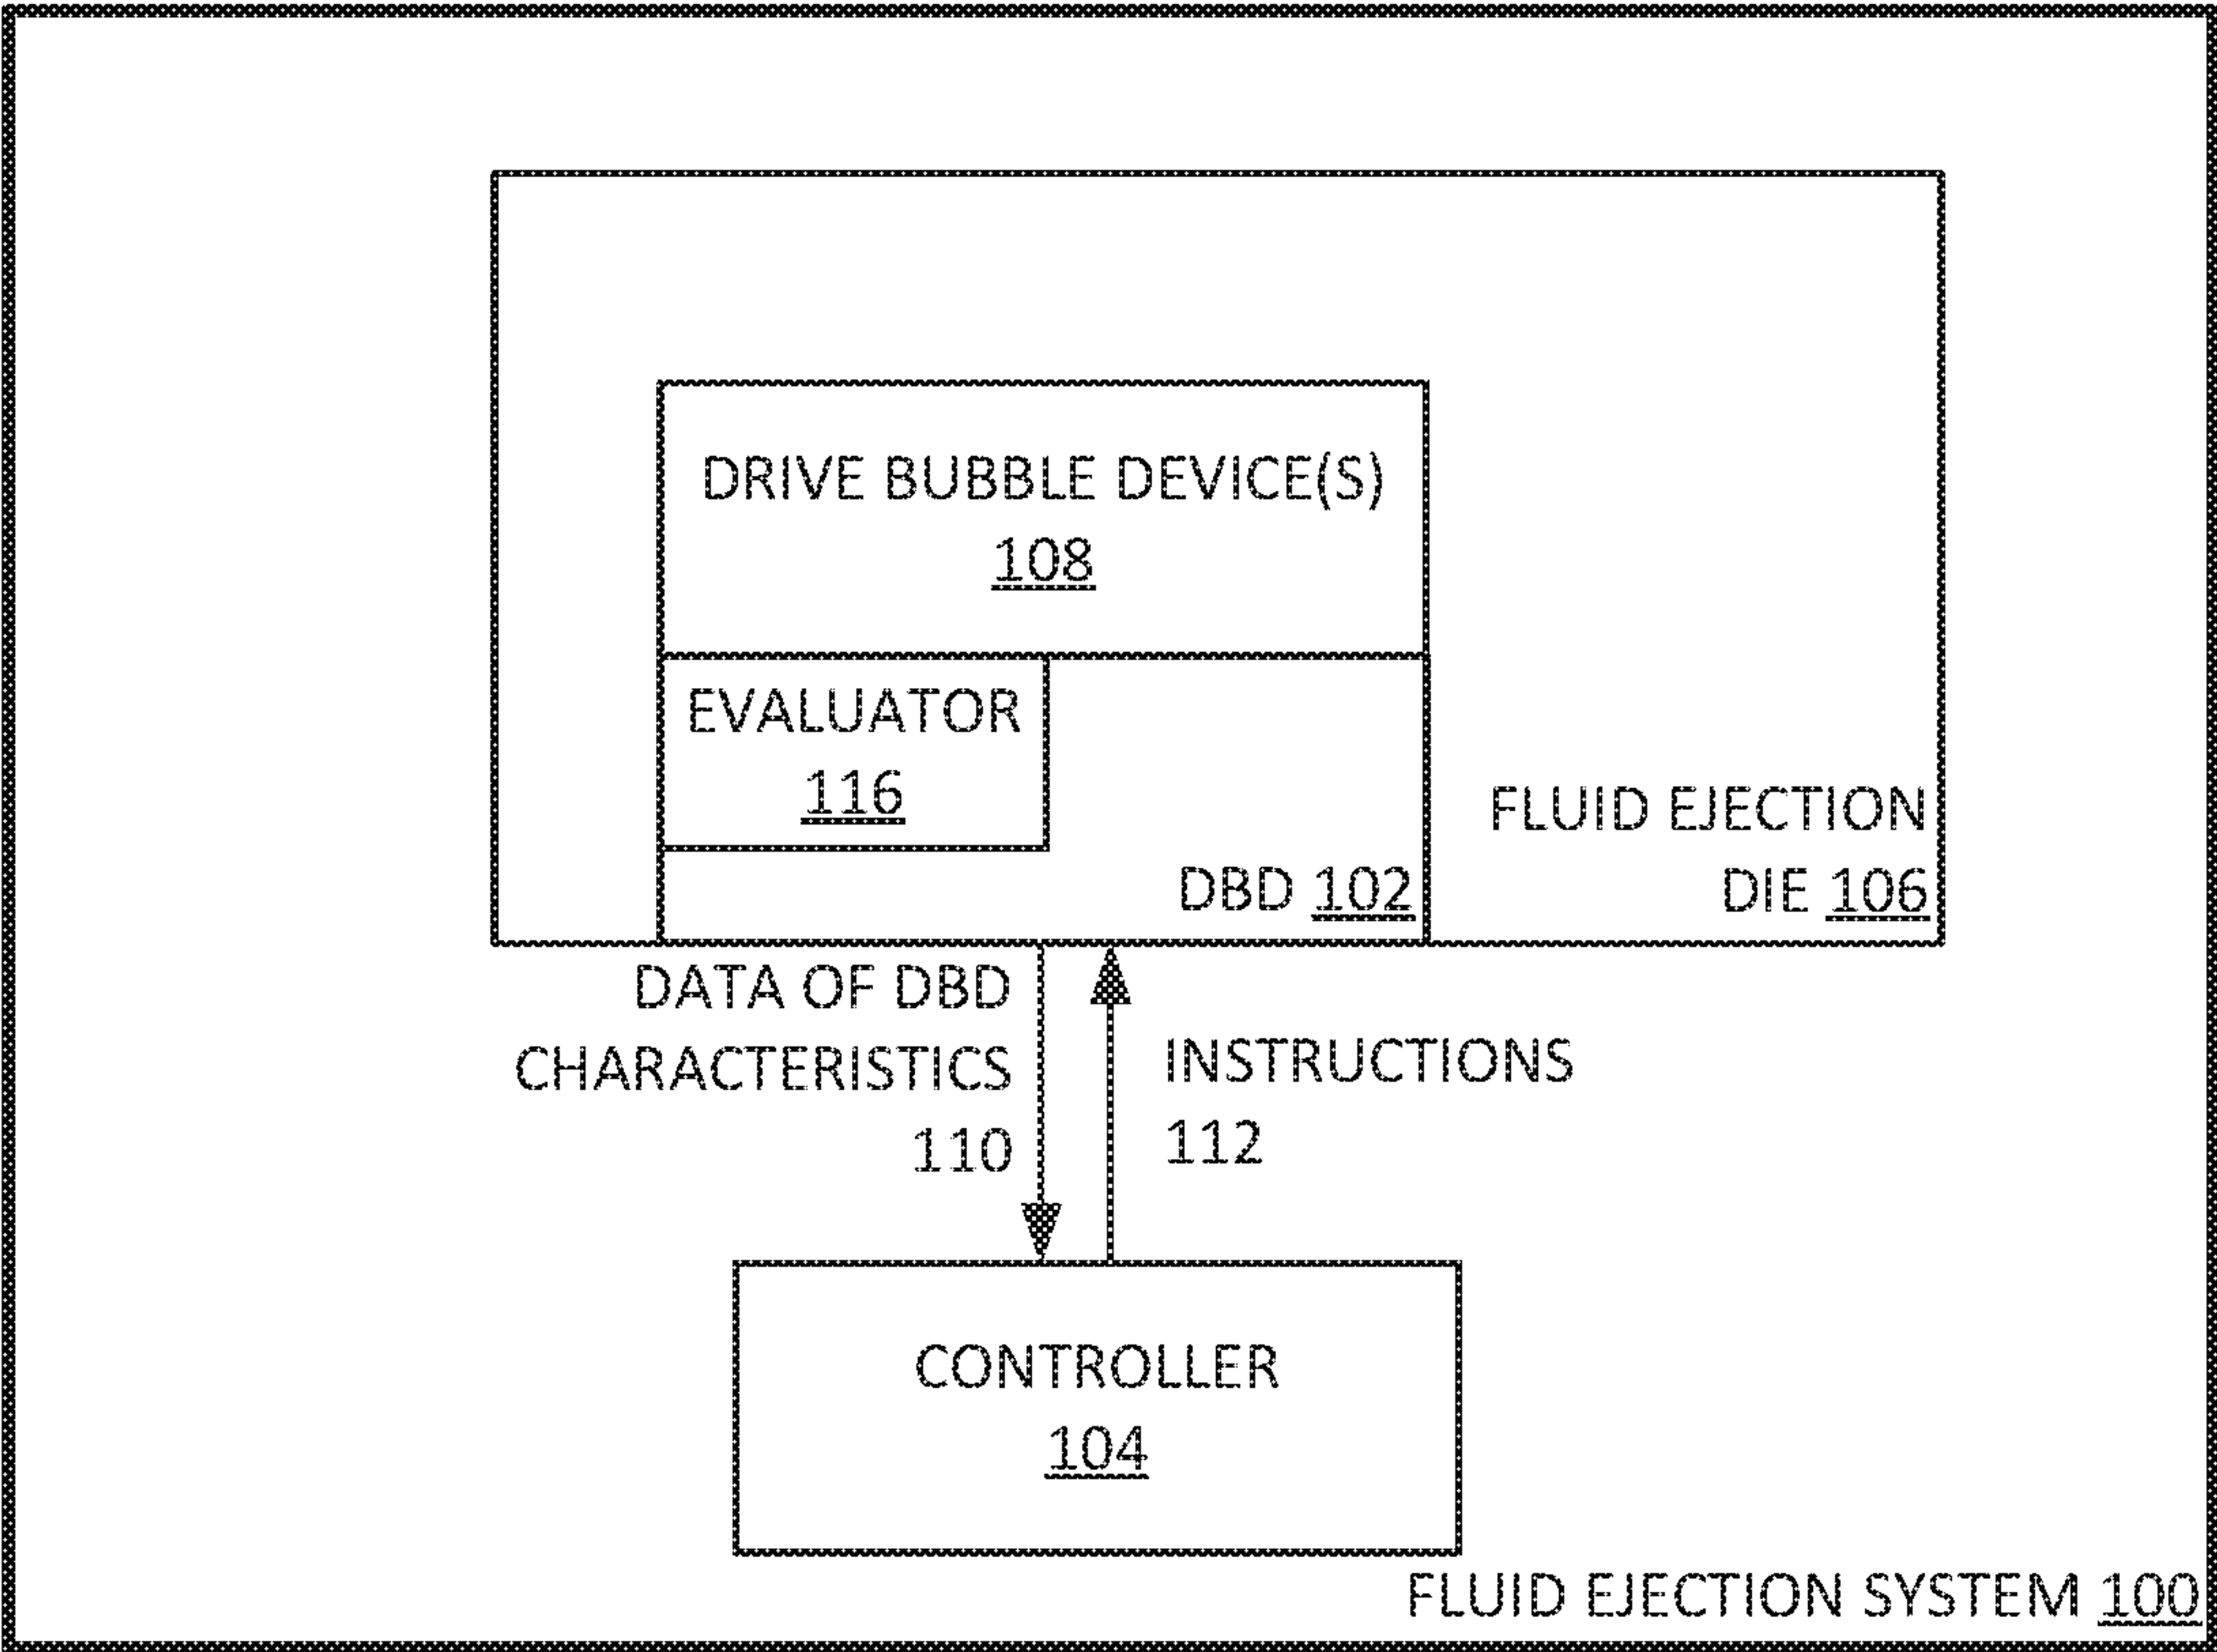 DRIVE BUBBLE DEVICE(S)
108
EVALUATOR
116
DBD 102
FLUID EJECTION
DIE 106
DATA OF DBD
CHARACTERISTICS
110
INSTRUCTIONS
112
CONTROLLER
104
FLUID EJECTION SYSTEM 100